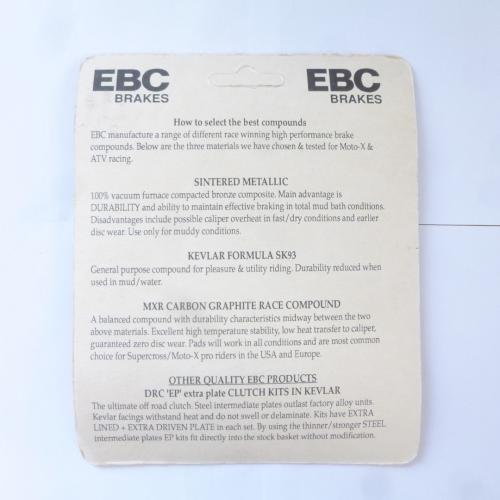 EBC BRAKES
EBC BRAKES
How to select the best compounds
EBC manufacture a range of different race winning high performance brake
compounds. Below are the three materials we have chosen & tested for Moto-X &
ATV racing.
SINTERED METALLIC
100% vacuum furnace compacted bronze composite. Main advantage is
DURABILITY and ability to maintain effective braking in total mud bath conditions.
Disadvantages include possible caliper overheat in fast/dry conditions and earlier
disc wear. Use only for muddy conditions.
KEVLAR FORMULA SK93
General purpose compound for pleasure & utility riding. Durability reduced when
used in mud/water.
MXR CARBON GRAPHITE RACE COMPOUND
A balanced compound with durability characteristics midway between the two
above materials. Excellent high temperature stability, low heat transfer to caliper,
guaranteed zero disc wear. Pads will work in all conditions and are most common
choice for Supercross/Moto-X pro riders in the USA and Europe.
OTHER QUALITY EBC PRODUCTS
DRC 'EP' extra plate CLUTCH KITS IN KEVLAR
The ultimate off road clutch. Steel intermediate plates outlast factory alloy units.
Kevlar facings withstand heat and do not swell or delaminate. Kits have EXTRA
LINED + EXTRA DRIVEN PLATE in each set. By using the thinner/stronger STEEL
intermediate plates EP kits fit directly into the stock basket without modification.